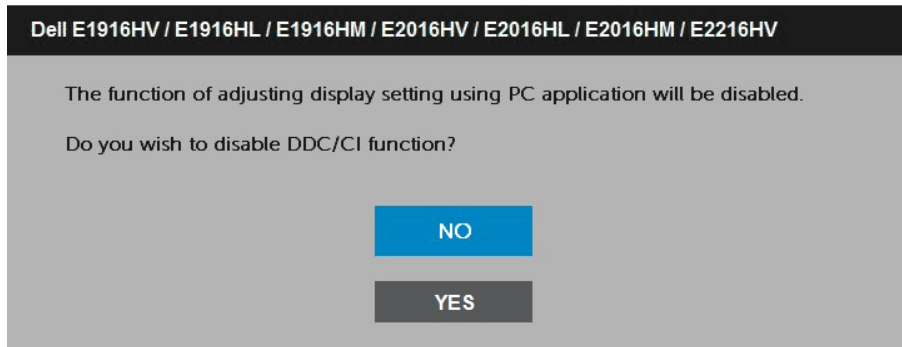 Dell E1916HV / E1916HL / E1916HM / E2016HV / E2016HL / E2016HM / E2216HV
The function of adjusting display setting using PC application will be disabled.
Do you wish to disable DDC/CI function?
NO
YES